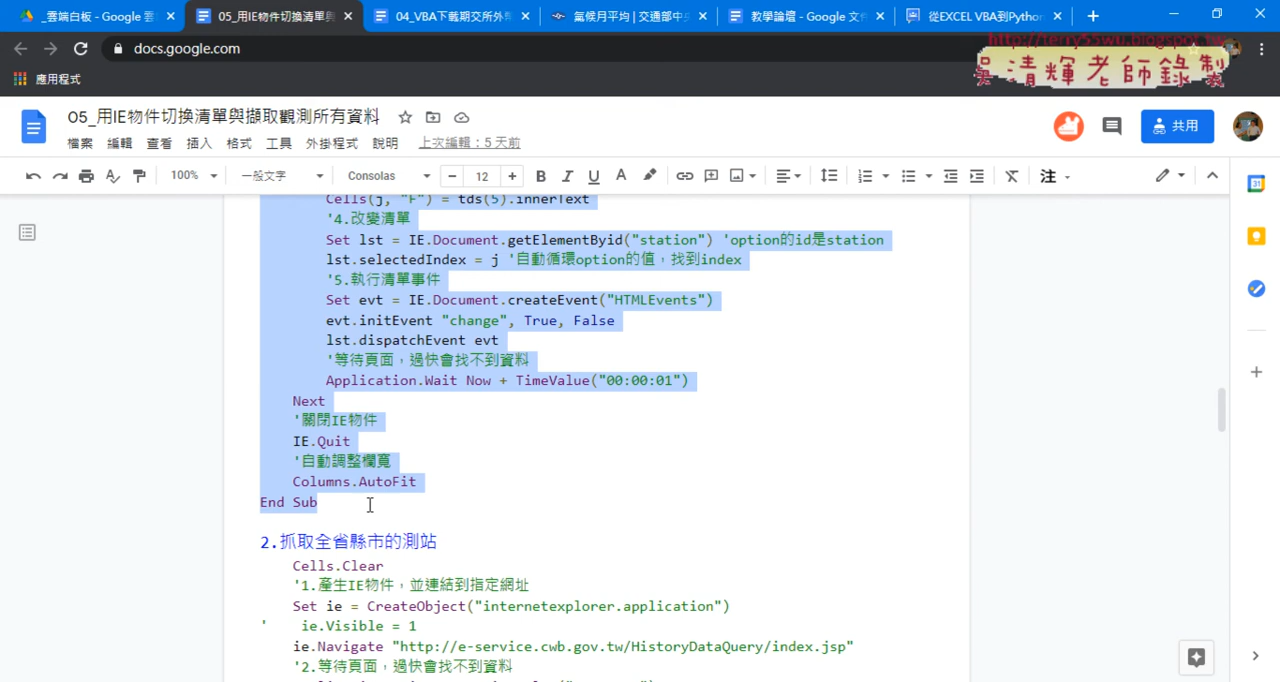 _雲端白板 - Google 雲
05_用IE物件切換清單與
04_VBA下載期交所外
氣候月平均 | 交通部中央
教學論壇 - Google 文
從EXCEL VBA到Python
docs.google.com
http://terry55wu.blogspot.tw
吳清輝老師錄製
應用程式
05_用IE物件切換清單與擷取觀測所有資料
共用
檔案 編輯 查看 插入 格式 工具 外掛程式 說明 上次編輯：5 天前
100% 一般文字 Consolas 12 注
Cells(j, "F") = tds(5).innerText
'4.改變清單
Set lst = IE.Document.getElementByid("station") 'option的id是station
lst.selectedIndex = j '自動循環option的值，找到index
'5.執行清單事件
Set evt = IE.Document.createEvent("HTMLEvents")
evt.initEvent "change", True, False
lst.dispatchEvent evt
'等待頁面，過快會找不到資料
Application.Wait Now + TimeValue("00:00:01")
Next
'關閉IE物件
IE.Quit
'自動調整欄寬
Columns.AutoFit
End Sub
2.抓取全省縣市的測站
Cells.Clear
'1.產生IE物件，並連結到指定網址
Set ie = CreateObject("internetexplorer.application")
' ie.Visible = 1
ie.Navigate "http://e-service.cwb.gov.tw/HistoryDataQuery/index.jsp"
'2.等待頁面，過快會找不到資料